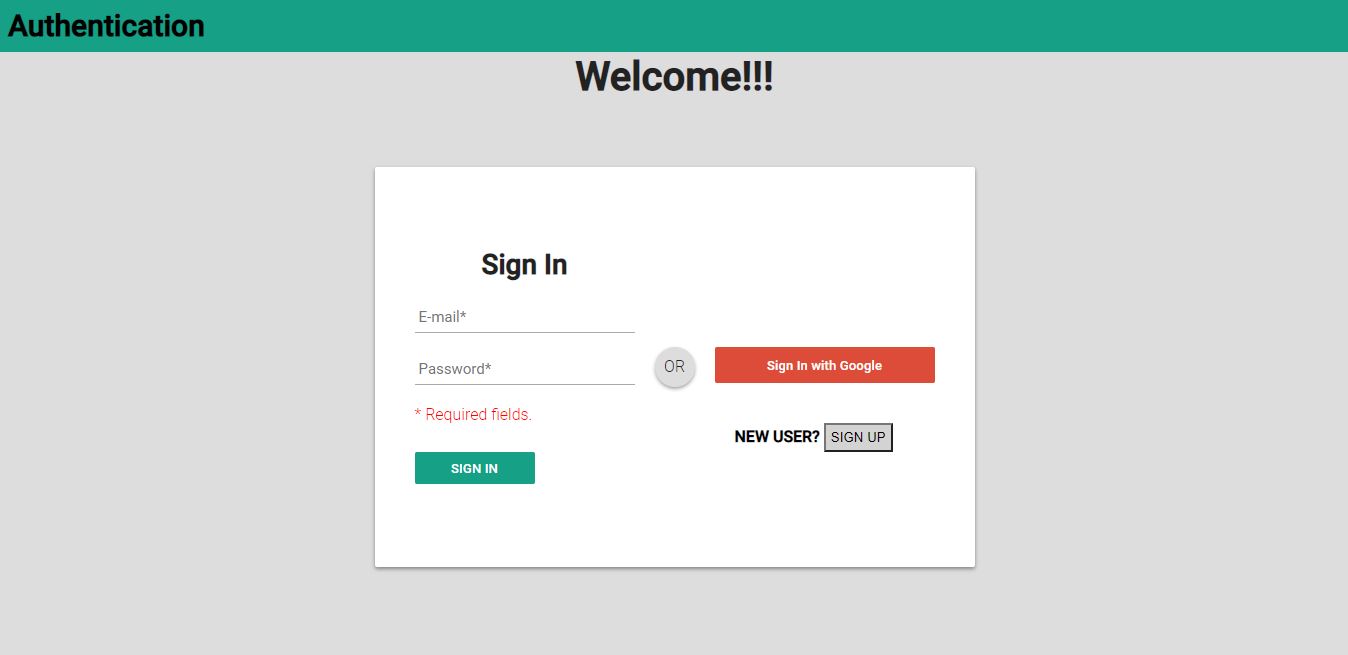 Authentication
Welcome!!!
Sign In
E-mail*
Password*
* Required fields.
SIGN IN
OR
Sign In with Google
NEW USER? SIGN UP